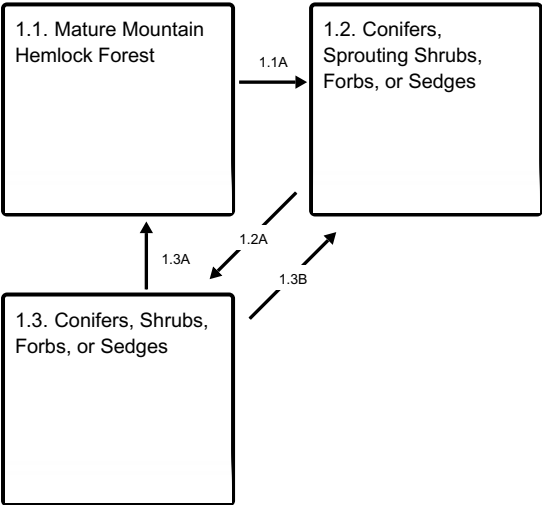 1.1. Mature Mountain
Hemlock Forest
1.1A
1.2. Conifers,
Sprouting Shrubs,
Forbs, or Sedges
1.2A
1.3A
1.3B
1.3. Conifers, Shrubs,
Forbs, or Sedges